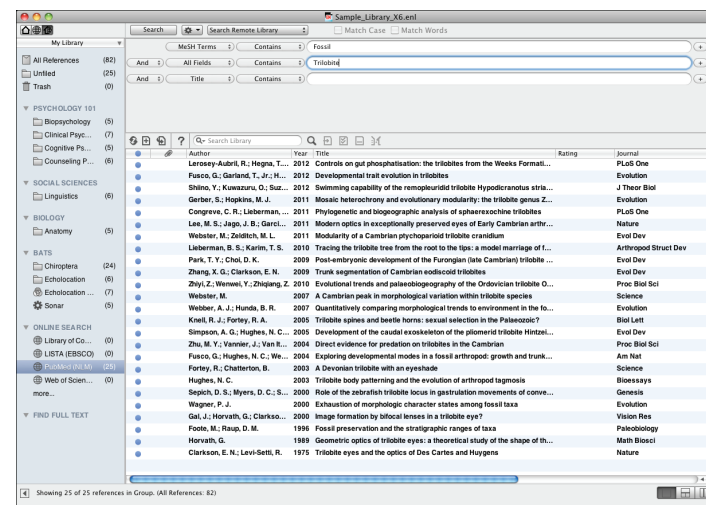 Sample_Library_X6.enl
Search Search Remote Library Match Case Match Words
My Library
MeSH Terms Contains Fossil
And All Fields Contains Trilobite
And Title Contains
All References (82)
Unfiled (25)
Trash (0)
PSYCHOLOGY 101
Biopsychology (5)
Clinical Psyc... (7)
Cognitive Ps... (5)
Counseling P... (6)
SOCIAL SCIENCES
Linguistics (6)
BIOLOGY
Anatomy (5)
BATS
Chiroptera (24)
Echolocation (6)
Echolocation ... (7)
Sonar (5)
ONLINE SEARCH
Library of Co... (0)
LISTA (EBSCO) (0)
PubMed (NLM) (25)
Web of Scien... (0)
more...
FIND FULL TEXT
? Search Library
Author Year Title Rating Journal
Lerosey-Aubril, R.; Hegna, T.... 2012 Controls on gut phosphatisation: the trilobites from the Weeks Formati... PLoS One
Fusco, G.; Garland, T., Jr.; H... 2012 Developmental trait evolution in trilobites Evolution
Shiino, Y.; Kuwazuru, O.; Suz... 2012 Swimming capability of the remopleuridid trilobite Hypodicranotus stria... J Theor Biol
Gerber, S.; Hopkins, M. J. 2011 Mosaic heterochrony and evolutionary modularity: the trilobite genus Z... Evolution
Congreve, C. R.; Lieberman, ... 2011 Phylogenetic and biogeographic analysis of sphaerexochine trilobites PLoS One
Lee, M. S.; Jago, J. B.; Garci... 2011 Modern optics in exceptionally preserved eyes of Early Cambrian arthr... Nature
Webster, M.; Zelditch, M. L. 2011 Modularity of a Cambrian ptychoparioid trilobite cranidium Evol Dev
Lieberman, B. S.; Karim, T. S. 2010 Tracing the trilobite tree from the root to the tips: a model marriage of f... Arthropod Struct Dev
Park, T. Y.; Choi, D. K. 2009 Post-embryonic development of the Furongian (late Cambrian) trilobite ... Evol Dev
Zhang, X. G.; Clarkson, E. N. 2009 Trunk segmentation of Cambrian eodiscoid trilobites Evol Dev
Zhiyi, Z.; Wenwei, Y.; Zhiqiang, Z. 2010 Evolutional trends and palaeobiogeography of the Ordovician trilobite O... Proc Biol Sci
Webster, M. 2007 A Cambrian peak in morphological variation within trilobite species Science
Webber, A. J.; Hunda, B. R. 2007 Quantitatively comparing morphological trends to environment in the fo... Evolution
Knell, R. J.; Fortey, R. A. 2005 Trilobite spines and beetle horns: sexual selection in the Palaeozoic? Biol Lett
Simpson, A. G.; Hughes, N. C... 2005 Development of the caudal exoskeleton of the pliomerid trilobite Hintzei... Evol Dev
Zhu, M. Y.; Vannier, J.; Van It... 2004 Direct evidence for predation on trilobites in the Cambrian Proc Biol Sci
Fusco, G.; Hughes, N. C.; We... 2004 Exploring developmental modes in a fossil arthropod: growth and trunk... Am Nat
Fortey, R.; Chatterton, B. 2003 A Devonian trilobite with an eyeshade Science
Hughes, N. C. 2003 Trilobite body patterning and the evolution of arthropod tagmosis Bioessays
Sepich, D. S.; Myers, D. C.; S... 2000 Role of the zebrafish trilobite locus in gastrulation movements of conve... Genesis
Wagner, P. J. 2000 Exhaustion of morphologic character states among fossil taxa Evolution
Gal, J.; Horvath, G.; Clarkso... 2000 Image formation by bifocal lenses in a trilobite eye? Vision Res
Foote, M.; Raup, D. M. 1996 Fossil preservation and the stratigraphic ranges of taxa Paleobiology
Horvath, G. 1989 Geometric optics of trilobite eyes: a theoretical study of the shape of th... Math Biosci
Clarkson, E. N.; Levi-Setti, R. 1975 Trilobite eyes and the optics of Des Cartes and Huygens Nature
Showing 25 of 25 references in Group. (All References: 82)